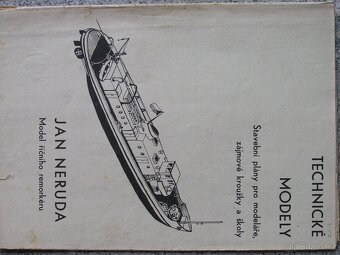 TECHNICKÉ
MODELY
Stavební plány pro modeláře,
zájmové kroužky a školy
JAN NERUDA
Model říčního remorkéru